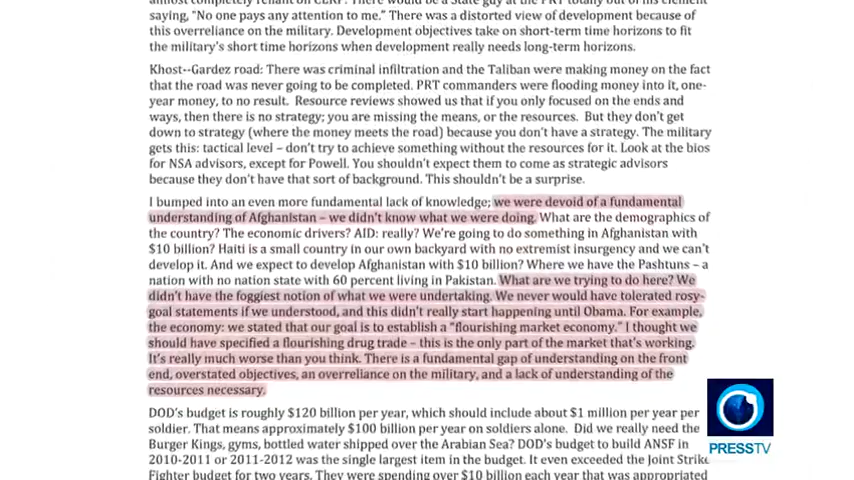 almost completely reliant on CERP. There would be a State guy at the PRT totally out of his element
saying, "No one pays any attention to me." There was a distorted view of development because of
this overreliance on the military. Development objectives take on short-term time horizons to fit
the military's short time horizons when development really needs long-term horizons.
Khost--Gardez road: There was criminal infiltration and the Taliban were making money on the fact
that the road was never going to be completed. PRT commanders were flooding money into it, one-
year money, to no result. Resource reviews showed us that if you only focused on the ends and
ways, then there is no strategy; you are missing the means, or the resources. But they don't get
down to strategy (where the money meets the road) because you don't have a strategy. The military
gets this: tactical level – don't try to achieve something without the resources for it. Look at the bios
for NSA advisors, except for Powell. You shouldn't expect them to come as strategic advisors
because they don't have that sort of background. This shouldn't be a surprise.
I bumped into an even more fundamental lack of knowledge; we were devoid of a fundamental
understanding of Afghanistan – we didn't know what we were doing. What are the demographics of
the country? The economic drivers? AID: really? We're going to do something in Afghanistan with
$10 billion? Haiti is a small country in our own backyard with no extremist insurgency and we can't
develop it. And we expect to develop Afghanistan with $10 billion? Where we have the Pashtuns – a
nation with no nation state with 60 percent living in Pakistan. What are we trying to do here? We
didn't have the foggiest notion of what we were undertaking. We never would have tolerated rosy-
goal statements if we understood, and this didn't really start happening until Obama. For example,
the economy: we stated that our goal is to establish a "flourishing market economy." I thought we
should have specified a flourishing drug trade – this is the only part of the market that's working.
It's really much worse than you think. There is a fundamental gap of understanding on the front
end, overstated objectives, an overreliance on the military, and a lack of understanding of the
resources necessary.
DOD's budget is roughly $120 billion per year, which should include about $1 million per year per
soldier. That means approximately $100 billion per year on soldiers alone. Did we really need the
Burger Kings, gyms, bottled water shipped over the Arabian Sea? DOD's budget to build ANSF in
2010-2011 or 2011-2012 was the single largest item in the budget. It even exceeded the Joint Strike
Fighter budget for two years. They were spending over $10 billion each year that was appropriated
PRESSTV